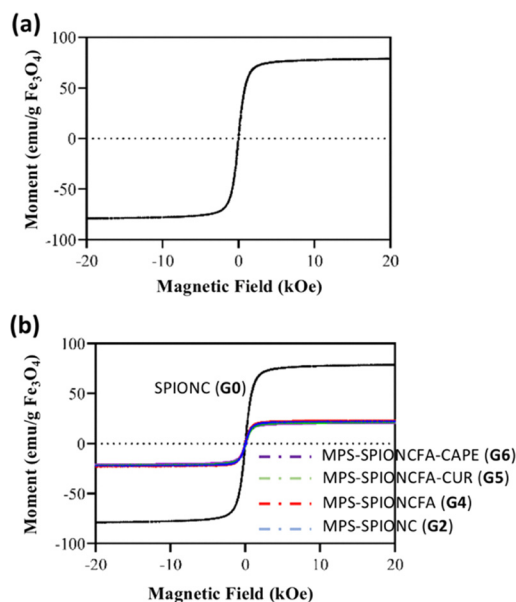 (a)
Moment (emu/g Fe₃O₄)
100
50
0
-50
-100
-20
-10
0
10
20
Magnetic Field (kOe)
(b)
Moment (emu/g Fe₃O₄)
100
50
0
-50
-100
SPIONC (G0)
MPS-SPIONCFA-CAPE (G6)
MPS-SPIONCFA-CUR (G5)
MPS-SPIONCFA (G4)
MPS-SPIONC (G2)
-20
-10
0
10
20
Magnetic Field (kOe)